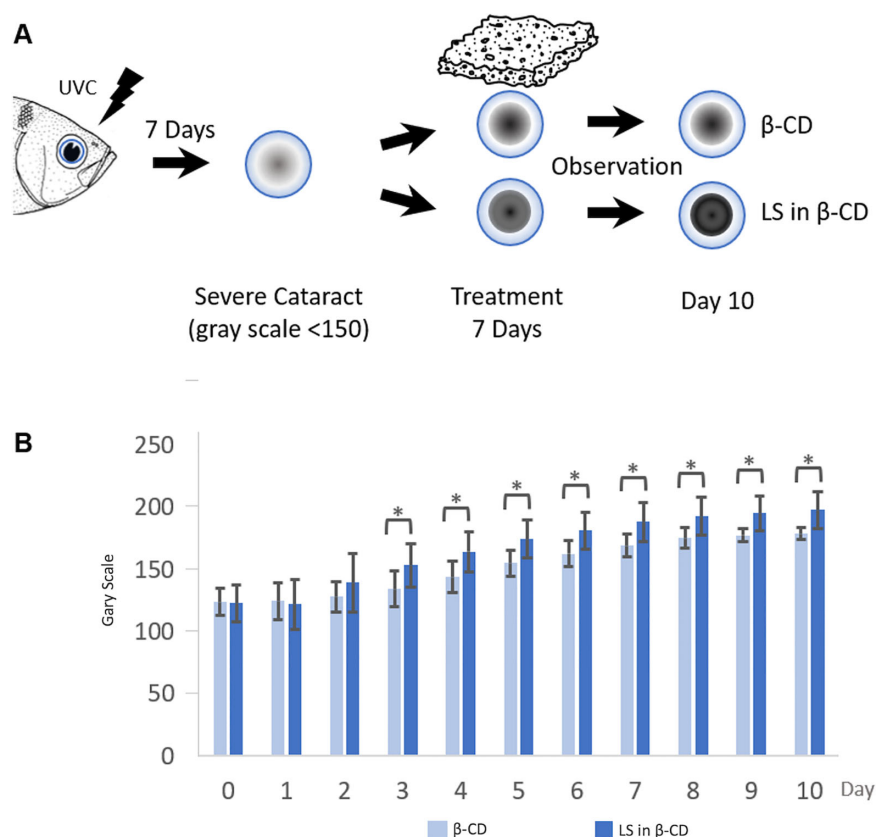 A
UVC
7 Days
β-CD
Observation
LS in β-CD
Severe Cataract
(gray scale <150)
Treatment
7 Days
Day 10
B
250
200
150
100
50
0
Gary Scale
* * * * * * * *
0 1 2 3 4 5 6 7 8 9 10 Day
β-CD LS in β-CD